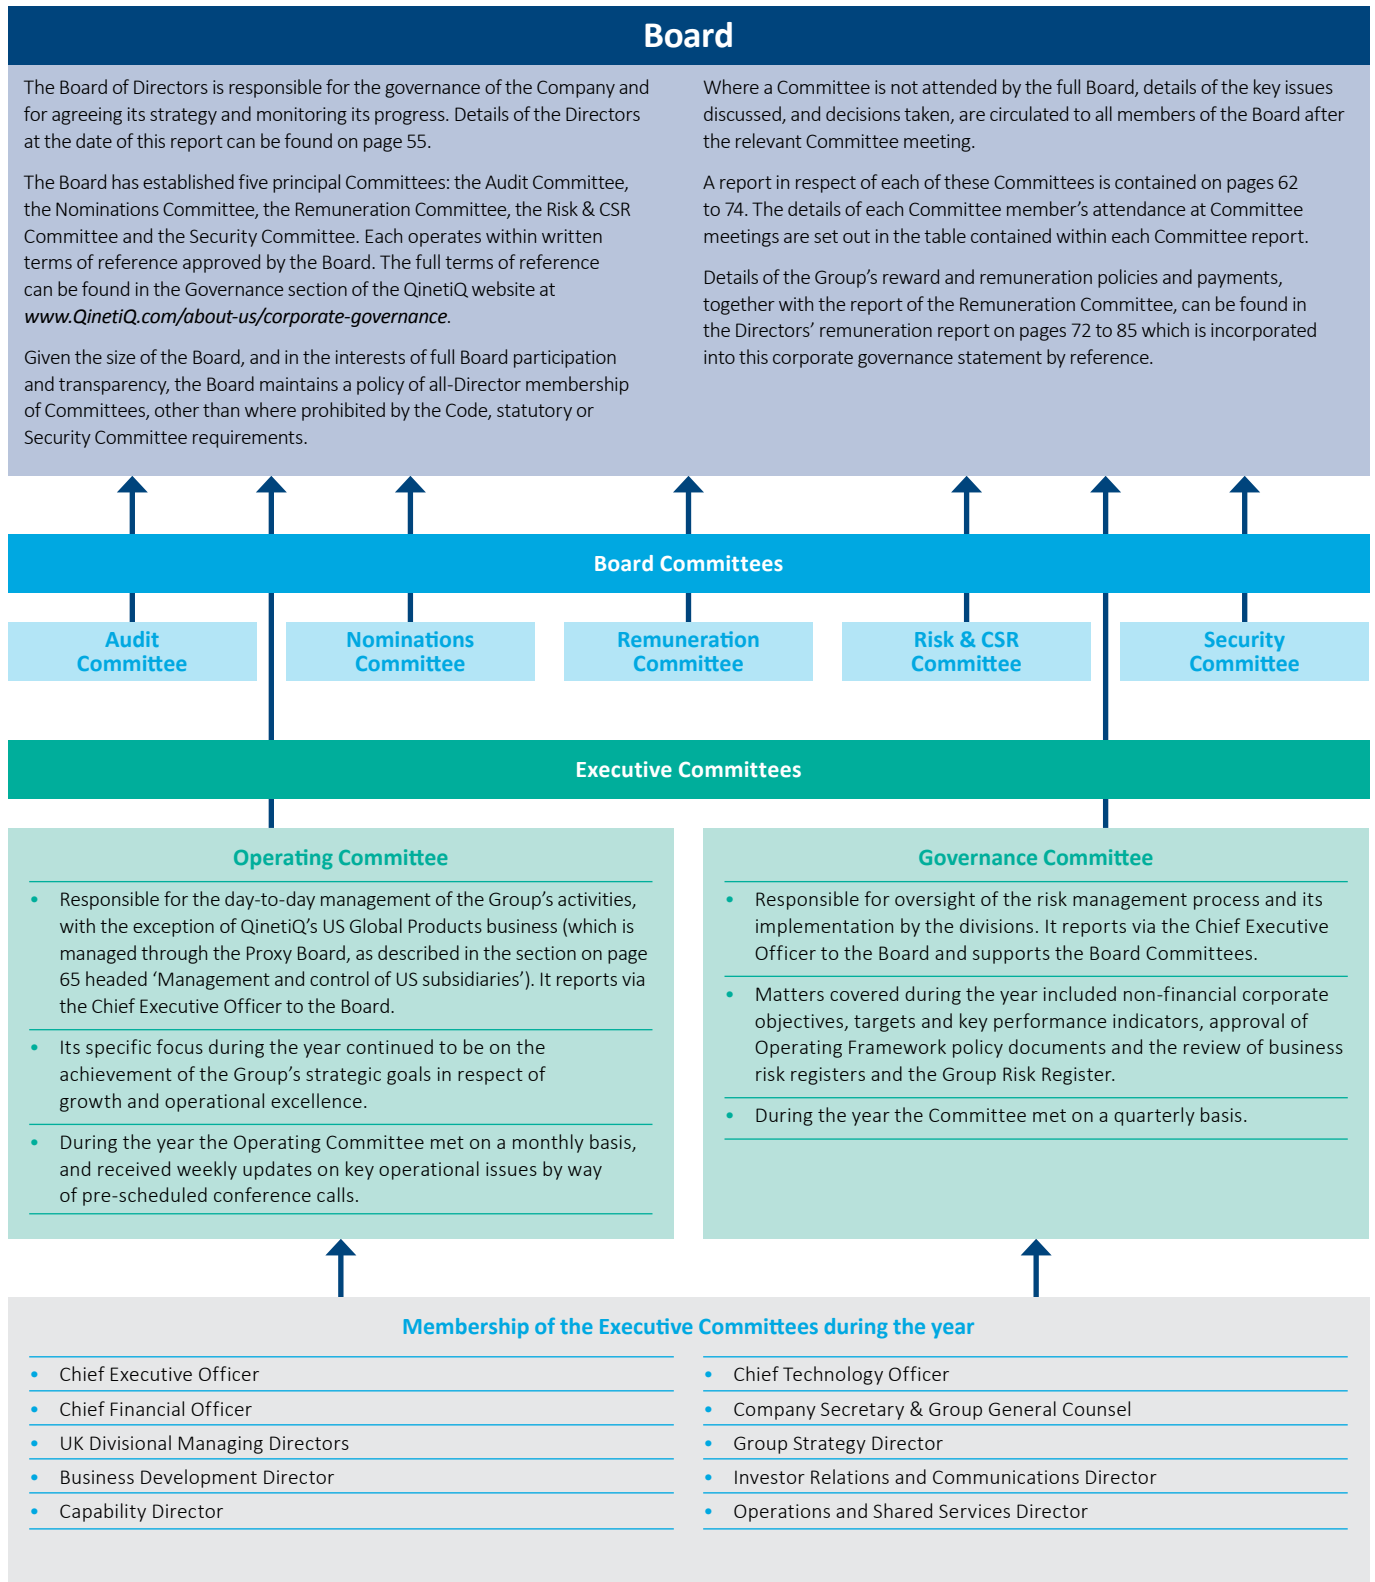 Board
The Board of Directors is responsible for the governance of the Company and
for agreeing its strategy and monitoring its progress. Details of the Directors
at the date of this report can be found on page 55.
The Board has established five principal Committees: the Audit Committee,
the Nominations Committee, the Remuneration Committee, the Risk & CSR
Committee and the Security Committee. Each operates within written
terms of reference approved by the Board. The full terms of reference
can be found in the Governance section of the QinetiQ website at
www.QinetiQ.com/about-us/corporate-governance.
Given the size of the Board, and in the interests of full Board participation
and transparency, the Board maintains a policy of all-Director membership
of Committees, other than where prohibited by the Code, statutory or
Security Committee requirements.
Where a Committee is not attended by the full Board, details of the key issues
discussed, and decisions taken, are circulated to all members of the Board after
the relevant Committee meeting.
A report in respect of each of these Committees is contained on pages 62
to 74. The details of each Committee member's attendance at Committee
meetings are set out in the table contained within each Committee report.
Details of the Group's reward and remuneration policies and payments,
together with the report of the Remuneration Committee, can be found in
the Directors' remuneration report on pages 72 to 85 which is incorporated
into this corporate governance statement by reference.
Board Committees
Audit
Committee
Nominations
Committee
Remuneration
Committee
Risk & CSR
Committee
Security
Committee
Executive Committees
Operating Committee
• Responsible for the day-to-day management of the Group's activities,
with the exception of QinetiQ's US Global Products business (which is
managed through the Proxy Board, as described in the section on page
65 headed 'Management and control of US subsidiaries'). It reports via
the Chief Executive Officer to the Board.
• Its specific focus during the year continued to be on the
achievement of the Group's strategic goals in respect of
growth and operational excellence.
• During the year the Operating Committee met on a monthly basis,
and received weekly updates on key operational issues by way
of pre-scheduled conference calls.
Governance Committee
• Responsible for oversight of the risk management process and its
implementation by the divisions. It reports via the Chief Executive
Officer to the Board and supports the Board Committees.
• Matters covered during the year included non-financial corporate
objectives, targets and key performance indicators, approval of
Operating Framework policy documents and the review of business
risk registers and the Group Risk Register.
• During the year the Committee met on a quarterly basis.
Membership of the Executive Committees during the year
• Chief Executive Officer
• Chief Financial Officer
• UK Divisional Managing Directors
• Business Development Director
• Capability Director
• Chief Technology Officer
• Company Secretary & Group General Counsel
• Group Strategy Director
• Investor Relations and Communications Director
• Operations and Shared Services Director